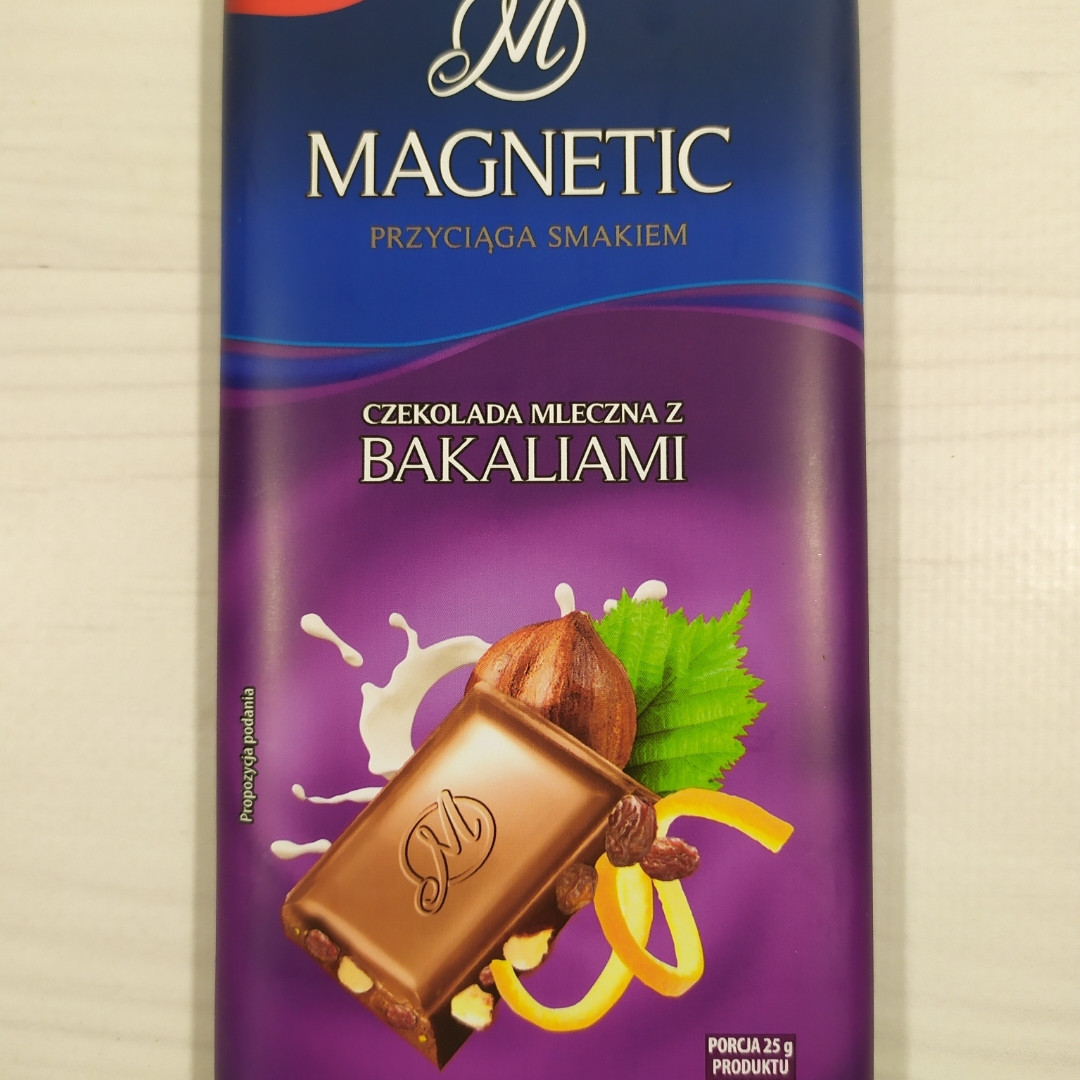 M
MAGNETIC
PRZYCIĄGA SMAKIEM
CZEKOLADA MLECZNA Z
BAKALIAMI
Propozycja podania
M
PORCJA 25 g
PRODUKTU